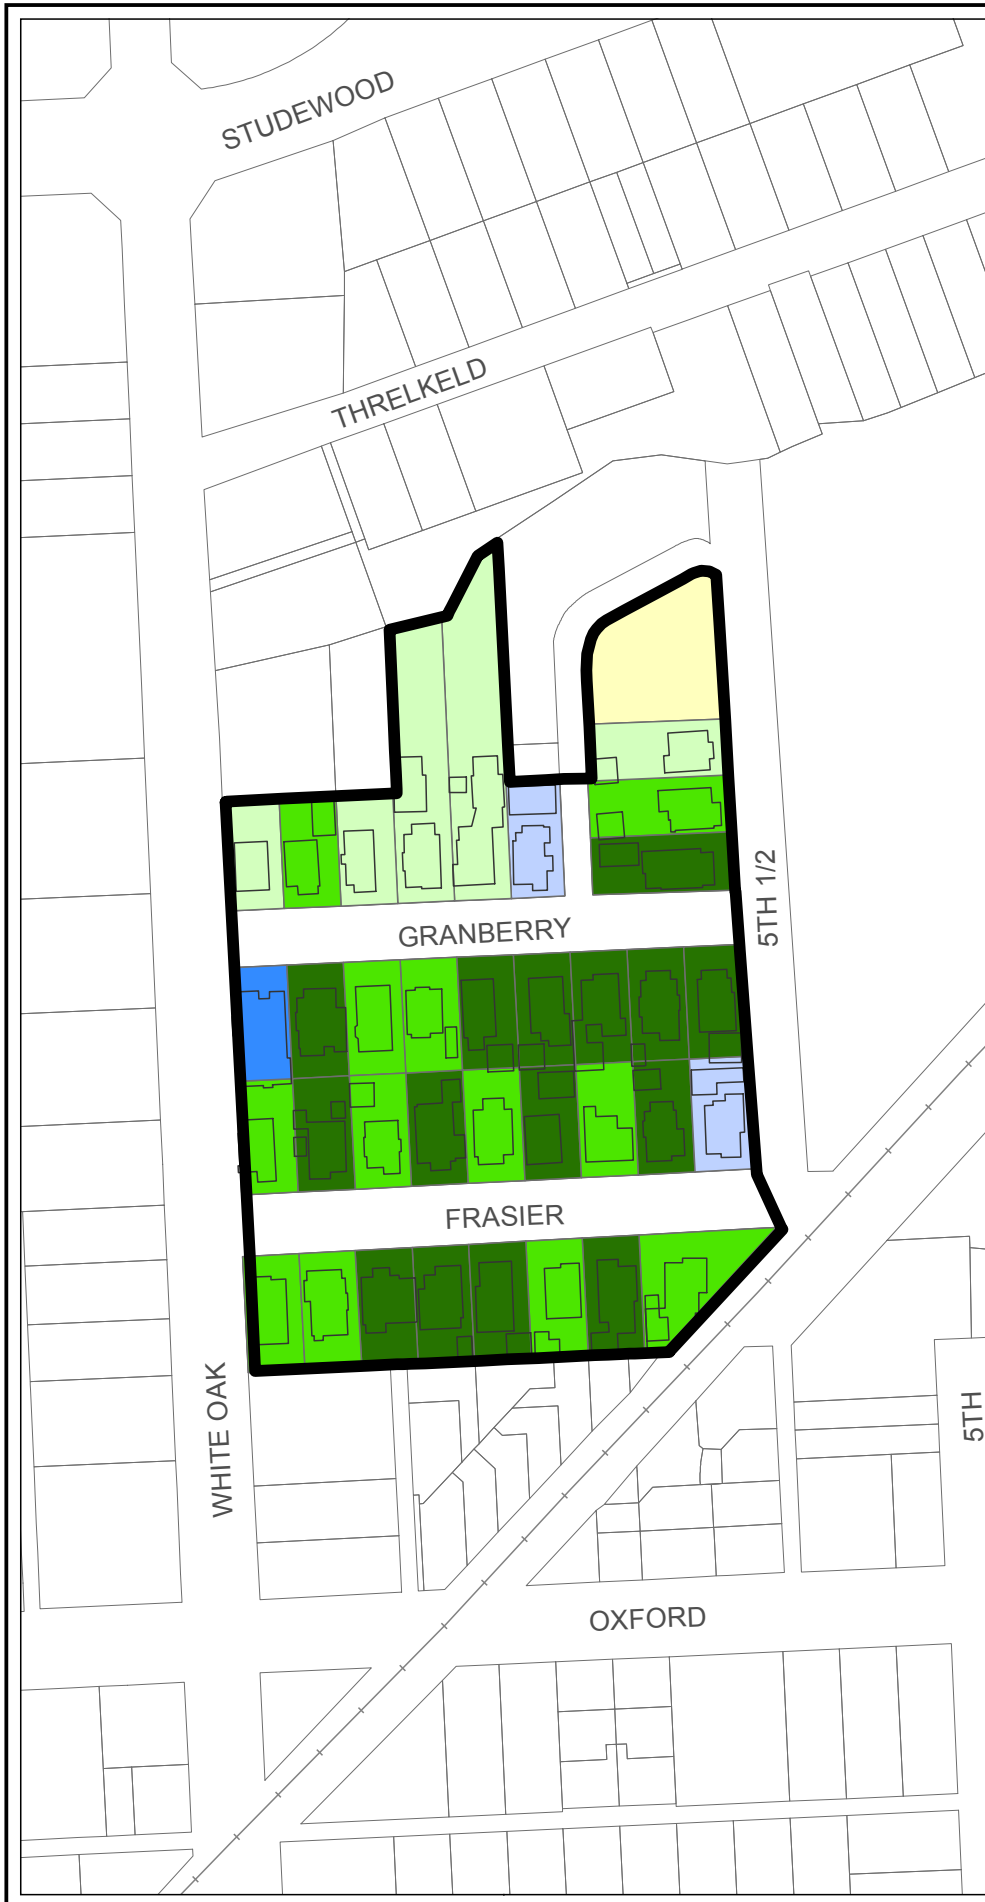 STUDEWOOD
THRELKELD
5TH 1/2
GRANBERRY
FRASIER
WHITE OAK
5TH
OXFORD